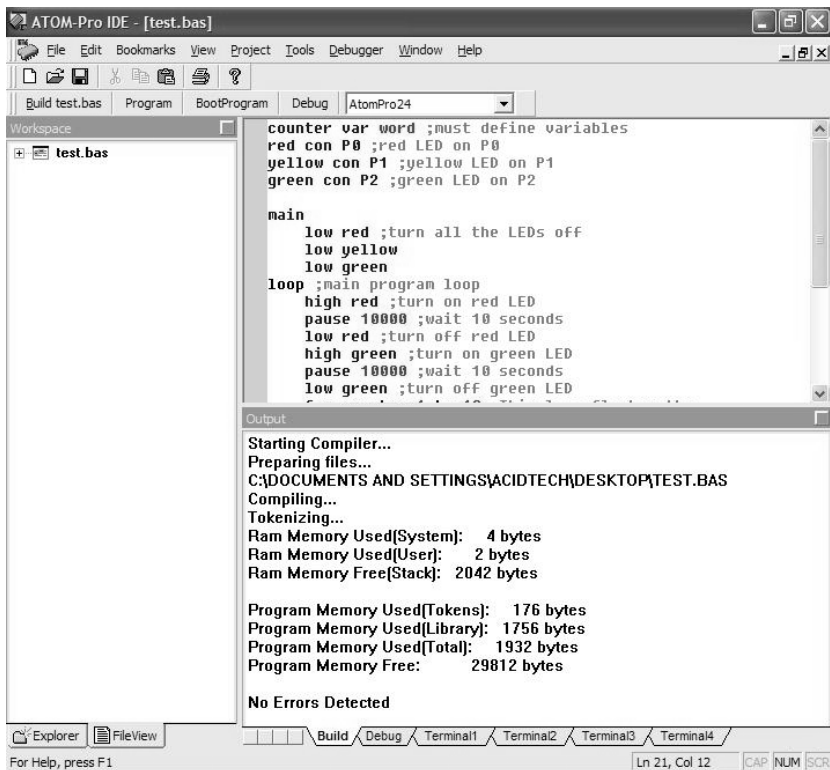 ATOM-Pro IDE - [test.bas]
File Edit Bookmarks View Project Tools Debugger Window Help
Build test.bas Program BootProgram Debug AtomPro24
Workspace
test.bas
counter var word ;must define variables
red con P0 ;red LED on P0
yellow con P1 ;yellow LED on P1
green con P2 ;green LED on P2
main
low red ;turn all the LEDs off
low yellow
low green
loop ;main program loop
high red ;turn on red LED
pause 10000 ;wait 10 seconds
low red ;turn off red LED
high green ;turn on green LED
pause 10000 ;wait 10 seconds
low green ;turn off green LED
Output
Starting Compiler...
Preparing files...
C:\DOCUMENTS AND SETTINGS\ACIDTECH\DESKTOP\TEST.BAS
Compiling...
Tokenizing...
Ram Memory Used(System): 4 bytes
Ram Memory Used(User): 2 bytes
Ram Memory Free(Stack): 2042 bytes
Program Memory Used(Tokens): 176 bytes
Program Memory Used(Library): 1756 bytes
Program Memory Used(Total): 1932 bytes
Program Memory Free: 29812 bytes
No Errors Detected
Explorer FileView
Build Debug Terminal1 Terminal2 Terminal3 Terminal4
For Help, press F1
Ln 21, Col 12 CAP NUM SCR